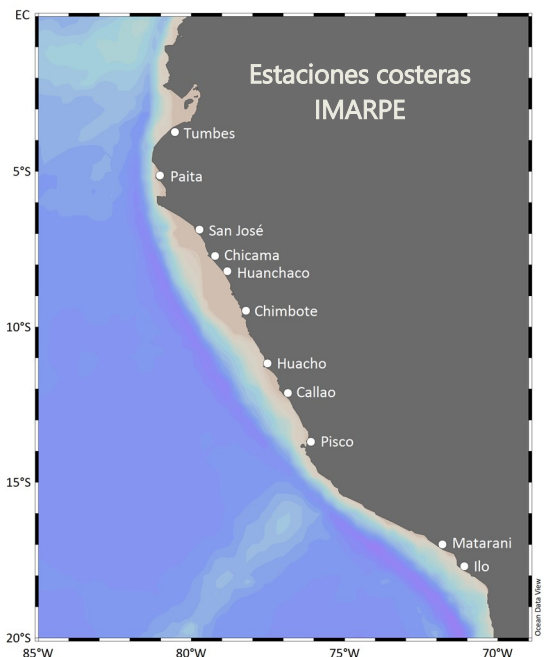 EC
Estaciones costeras
IMARPE
Tumbes
5°S
Paita
San José
Chicama
Huanchaco
Chimbote
10°S
Huacho
Callao
Pisco
15°S
Matarani
Ilo
20°S
85°W
80°W
75°W
70°W
Ocean Data View